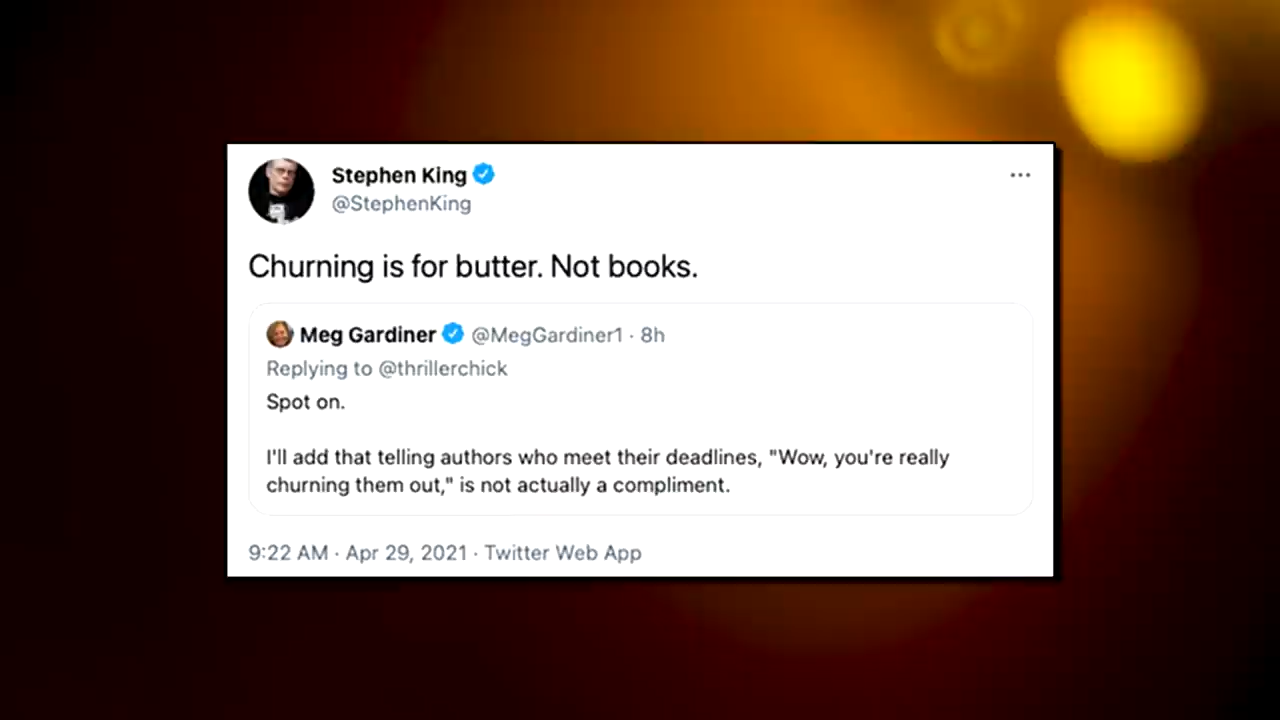 Stephen King
@StephenKing
Churning is for butter. Not books.
Meg Gardiner @MegGardiner1 · 8h
Replying to @thrillerchick
Spot on.
I'll add that telling authors who meet their deadlines, "Wow, you're really
churning them out," is not actually a compliment.
9:22 AM · Apr 29, 2021 · Twitter Web App